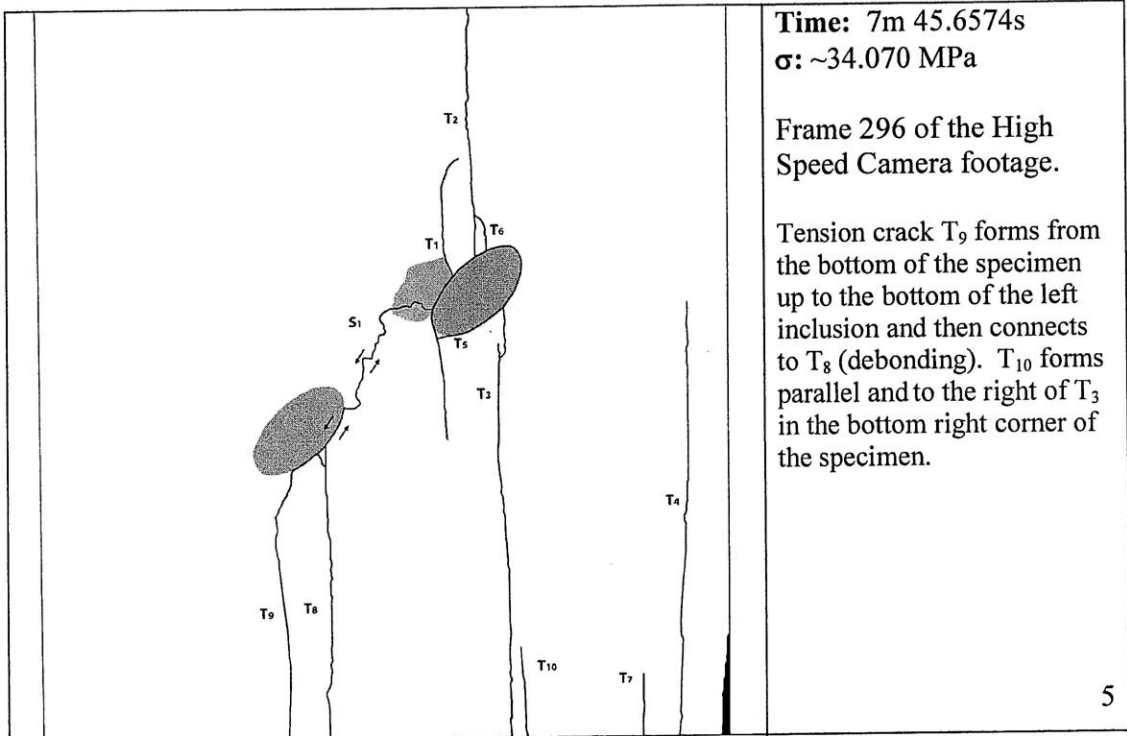 Time: 7m 45.6574s
σ: ~34.070 MPa
Frame 296 of the High
Speed Camera footage.
Tension crack T₉ forms from
the bottom of the specimen
up to the bottom of the left
inclusion and then connects
to T₈ (debonding). T₁₀ forms
parallel and to the right of T₃
in the bottom right corner of
the specimen.
T₂
T₁
T₆
S₁
T₅
T₃
T₄
T₉
T₈
T₁₀
T₇
5